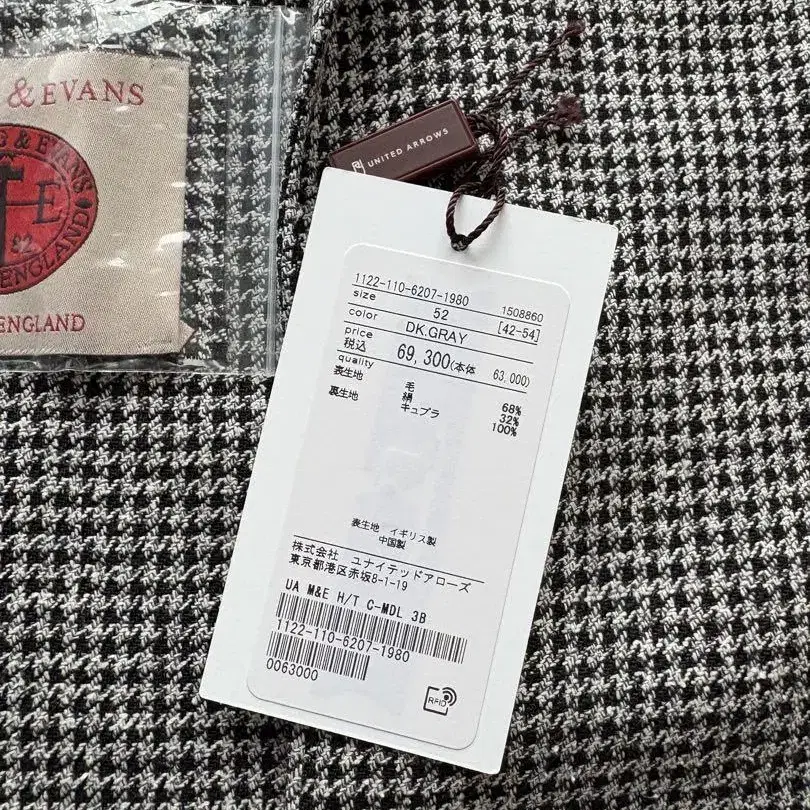 & EVANS
G & EVANS
E
82
ENGLAND
ENGLAND
UNITED ARROWS
1122-110-6207-1980
size 52 1508860
color DK.GRAY [42-54]
price
税込 69,300(本体 63,000)
quality
表生地 毛 68%
絹 32%
裏生地 キュプラ 100%
表生地 イギリス製
中国製
株式会社 ユナイテッドアローズ
東京都港区赤坂8-1-19
UA M&E H/T C-MDL 3B
1122-110-6207-1980
0063000
RFID